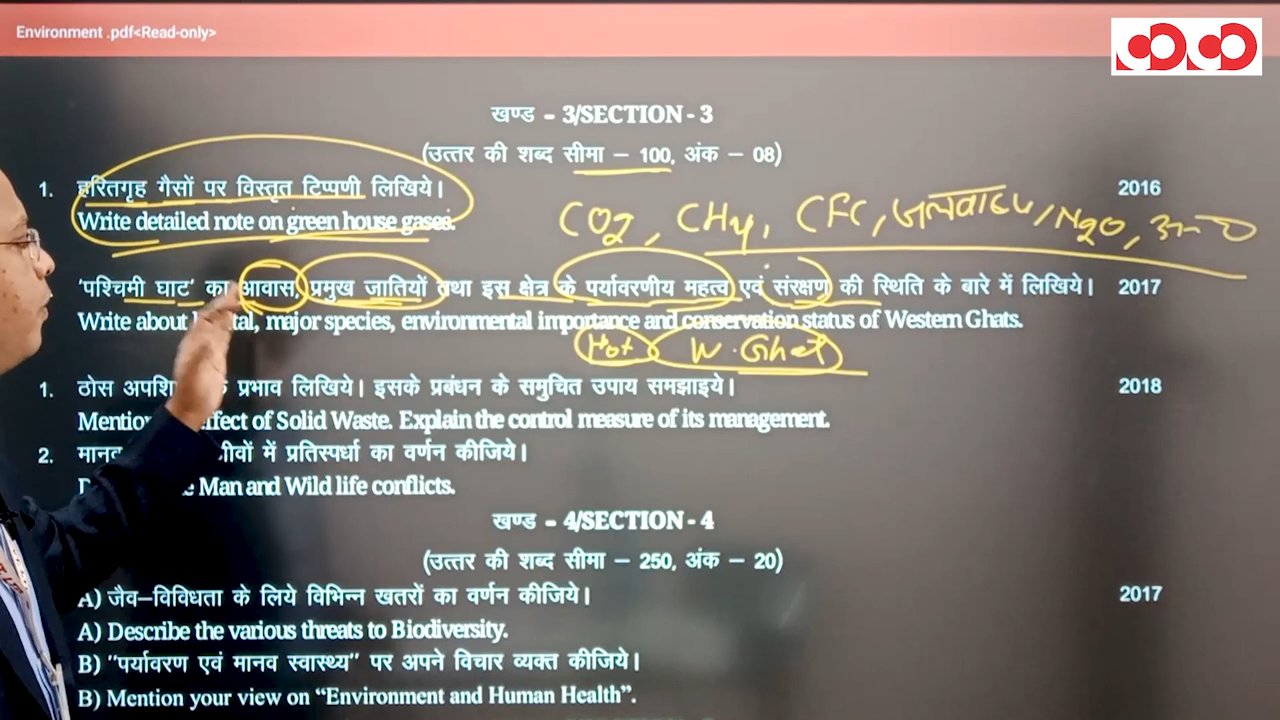 Environment .pdf<Read-only>
खण्ड - 3/SECTION - 3
(उत्तर की शब्द सीमा – 100, अंक – 08)
1. हरितगृह गैसों पर विस्तृत टिप्पणी लिखिये। 2016
Write detailed note on green house gases.
CO2, CH4, CFC, जलवाष्प, N2O,
'पश्चिमी घाट' का आवास, प्रमुख जातियों तथा इस क्षेत्र के पर्यावरणीय महत्व एवं संरक्षण की स्थिति के बारे में लिखिये। 2017
Write about tal, major species, environmental importance and conservation status of Western Ghats.
Hot W. Ghat
1. ठोस अपशि प्रभाव लिखिये। इसके प्रबंधन के समुचित उपाय समझाइये। 2018
Mention ffect of Solid Waste. Explain the control measure of its management.
2. मानव जीवों में प्रतिस्पर्धा का वर्णन कीजिये।
Man and Wild life conflicts.
खण्ड - 4/SECTION - 4
(उत्तर की शब्द सीमा – 250, अंक – 20)
A) जैव–विविधता के लिये विभिन्न खतरों का वर्णन कीजिये। 2017
A) Describe the various threats to Biodiversity.
B) "पर्यावरण एवं मानव स्वास्थ्य" पर अपने विचार व्यक्त कीजिये।
B) Mention your view on “Environment and Human Health”.